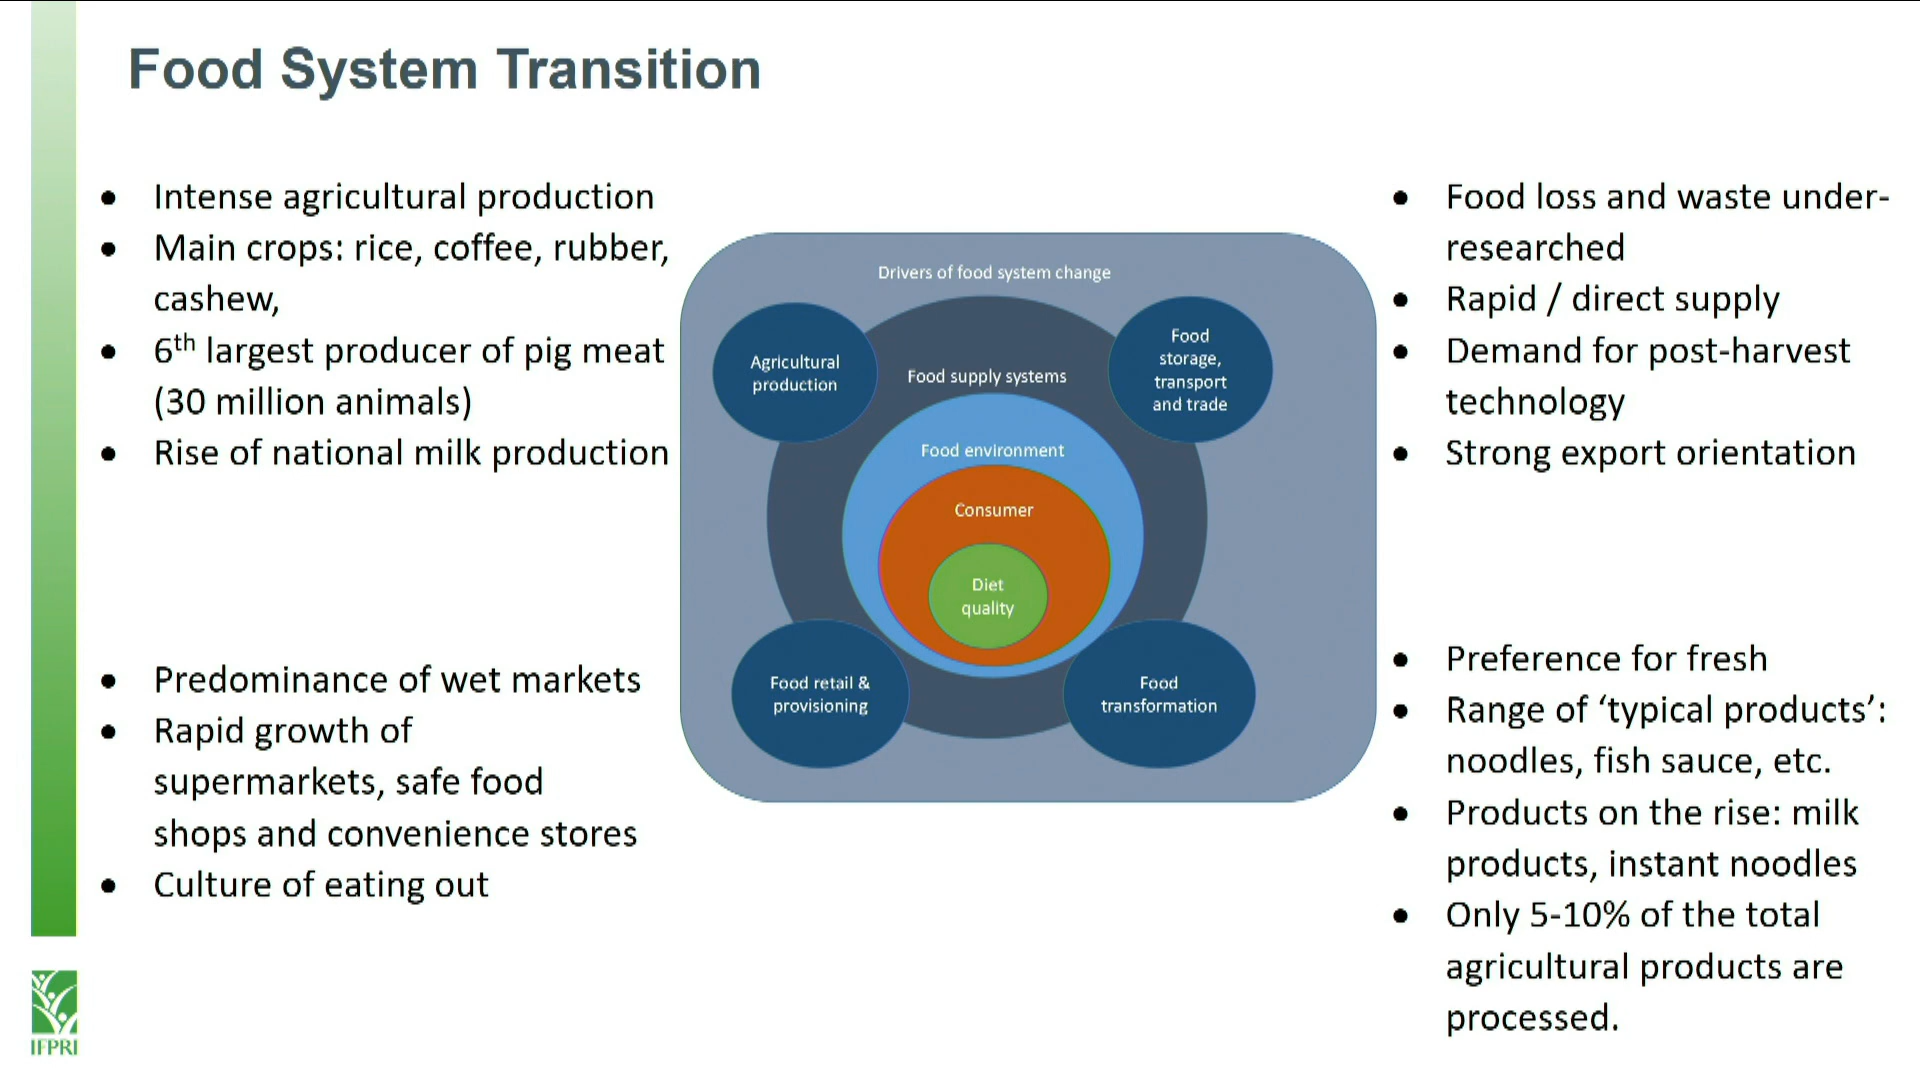 Food System Transition
Intense agricultural production
Main crops: rice, coffee, rubber,
cashew,
6th largest producer of pig meat
(30 million animals)
Rise of national milk production
Predominance of wet markets
Rapid growth of
supermarkets, safe food
shops and convenience stores
Culture of eating out
Drivers of food system change
Agricultural
production
Food supply systems
Food
storage,
transport
and trade
Food environment
Consumer
Diet
quality
Food retail &
provisioning
Food
transformation
Food loss and waste under-
researched
Rapid / direct supply
Demand for post-harvest
technology
Strong export orientation
Preference for fresh
Range of ‘typical products’:
noodles, fish sauce, etc.
Products on the rise: milk
products, instant noodles
Only 5-10% of the total
agricultural products are
processed.
IFPRI